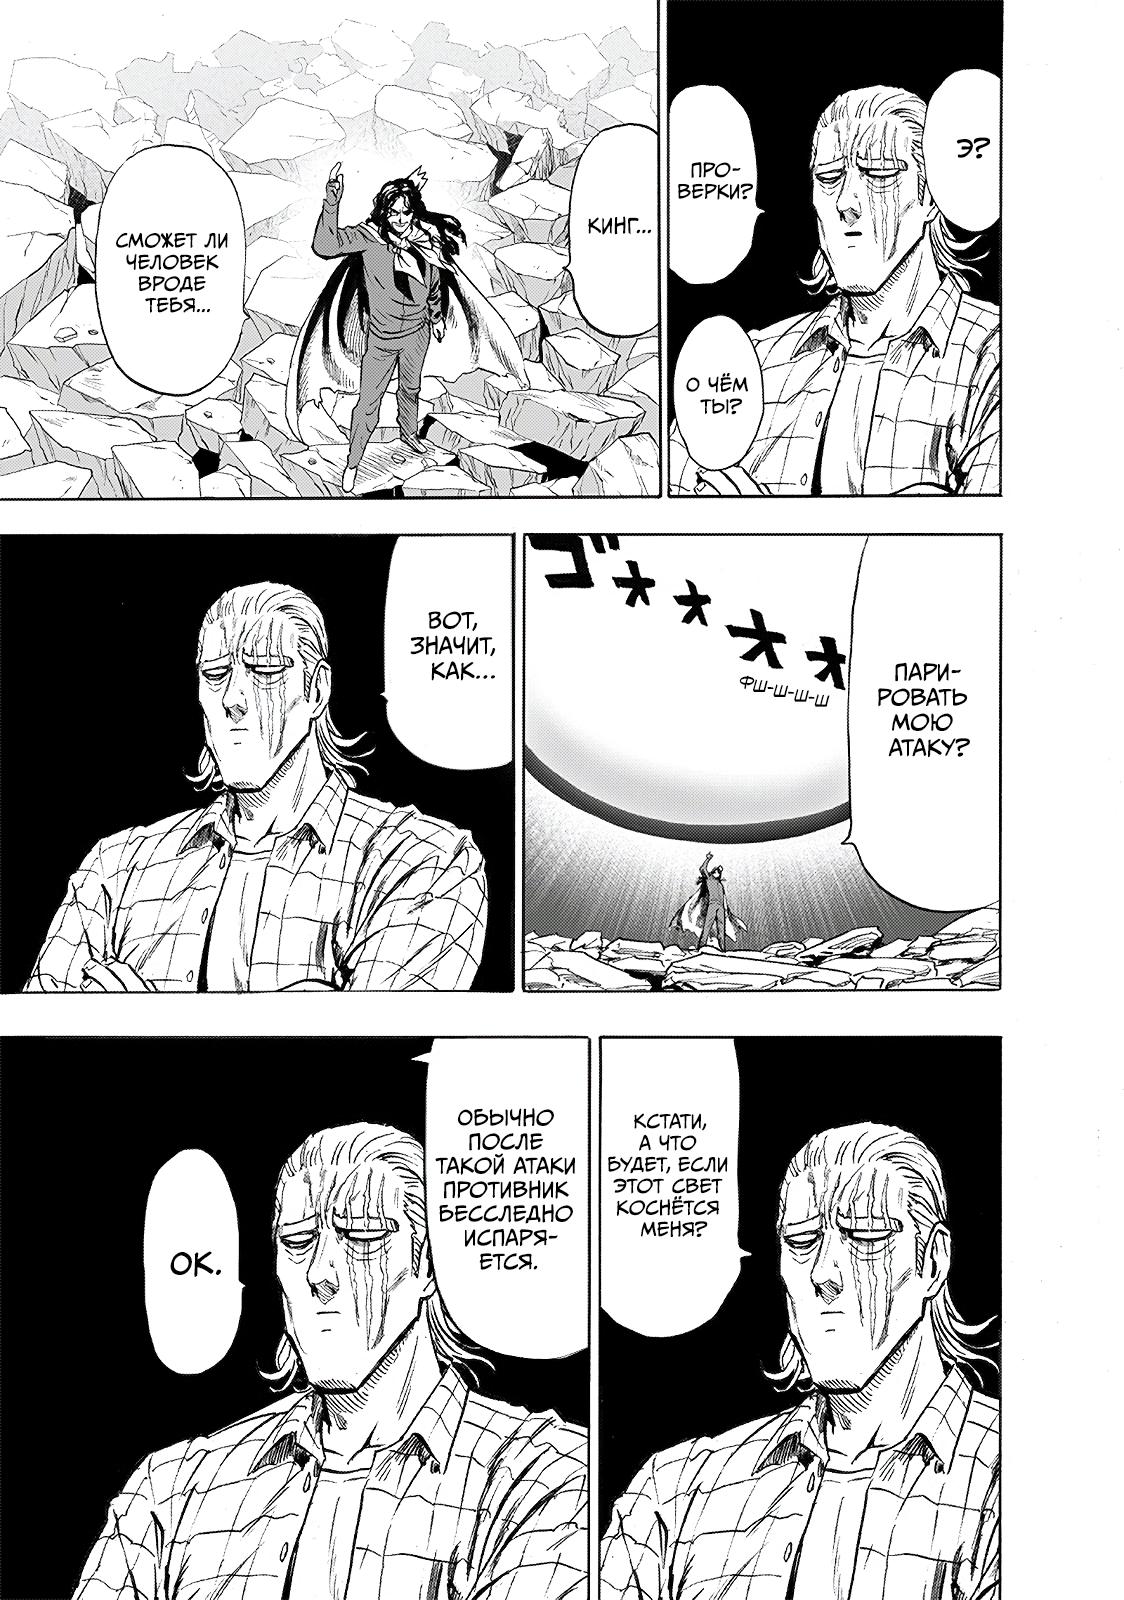 Э?
ПРО-
ВЕРКИ?
О ЧЁМ
ТЫ?
КИНГ...
СМОЖЕТ ЛИ
ЧЕЛОВЕК
ВРОДЕ
ТЕБЯ...
ПАРИ-
РОВАТЬ
МОЮ
АТАКУ?
ゴォォォォ
ФШ-Ш-Ш-Ш
ВОТ,
ЗНАЧИТ,
КАК...
КСТАТИ,
А ЧТО
БУДЕТ, ЕСЛИ
ЭТОТ СВЕТ
КОСНЁТСЯ
МЕНЯ?
ОБЫЧНО
ПОСЛЕ
ТАКОЙ АТАКИ
ПРОТИВНИК
БЕССЛЕДНО
ИСПАРЯ-
ЕТСЯ.
ОК.